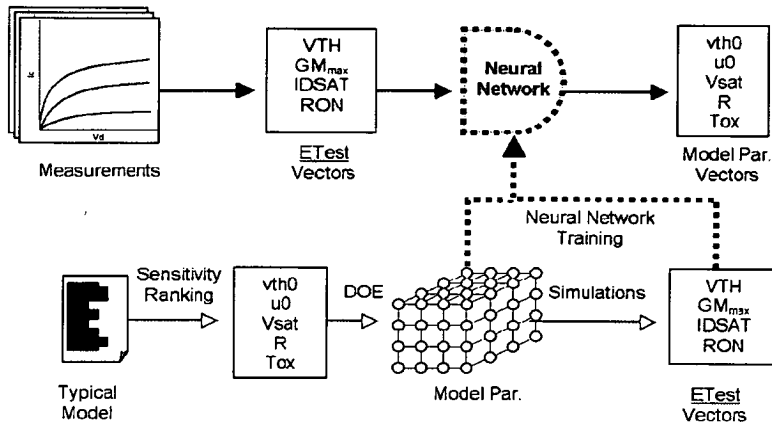 Ic
Vd
Measurements
VTH
GMmax
IDSAT
RON
ETest
Vectors
Neural
Network
vth0
u0
Vsat
R
Tox
Model Par.
Vectors
Neural Network
Training
Typical
Model
Sensitivity
Ranking
vth0
u0
Vsat
R
Tox
DOE
Model Par.
Simulations
VTH
GMmax
IDSAT
RON
ETest
Vectors